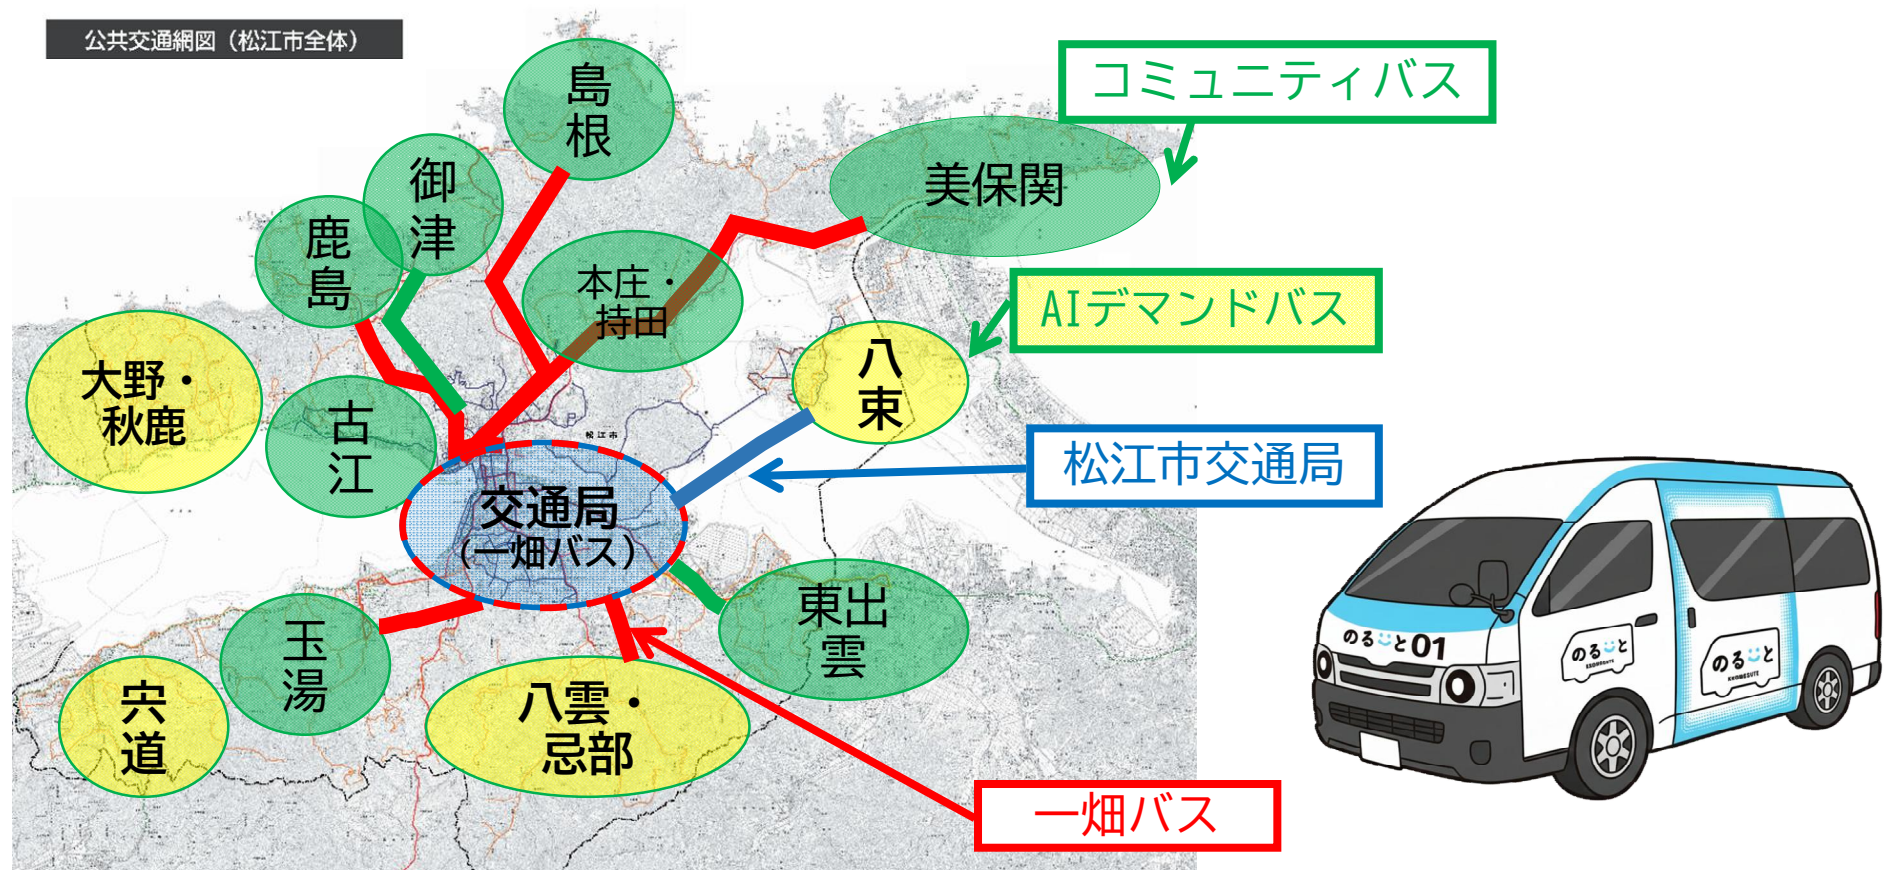 公共交通網図（松江市全体）
コミュニティバス
島
根
御
津
美保関
鹿
島
本庄・
持田
AIデマンドバス
大野・
秋鹿
八
束
古
江
松江市
松江市交通局
交通局
（一畑バス）
東出
雲
玉
湯
宍
道
八雲・
忌部
一畑バス
のると01
のると
のると